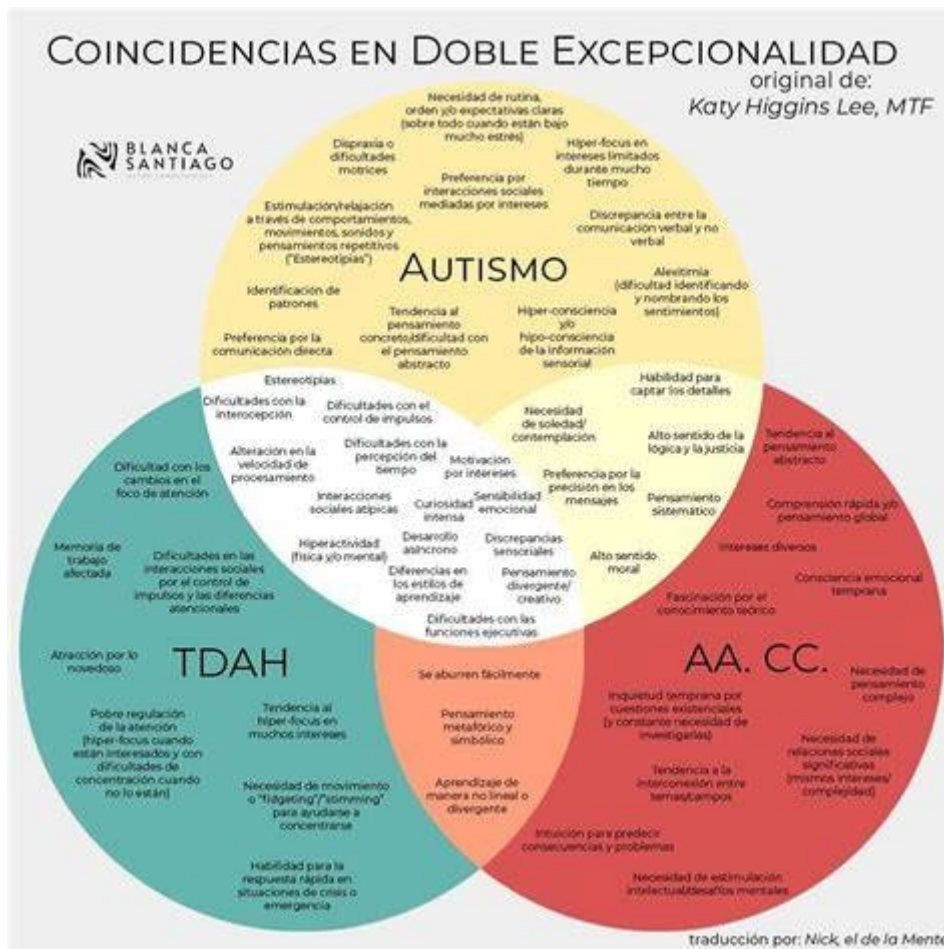 COINCIDENCIAS EN DOBLE EXCEPCIONALIDAD
original de:
Katy Higgins Lee, MTF
BLANCA
SANTIAGO
Necesidad de rutina,
orden y/o expectativas claras
(sobre todo cuando están bajo
mucho estrés)
Dispraxia o
dificultades
motrices
Híper-focus en
intereses limitados
durante mucho
tiempo
Preferencia por
interacciones sociales
mediadas por intereses
Estimulación/relajación
a través de comportamientos,
movimientos, sonidos y
pensamientos repetitivos
("Estereotipias")
Discrepancia entre la
comunicación verbal y no
verbal
AUTISMO
Alexitimia
(dificultad identificando
y nombrando los
sentimientos)
Identificación de
patrones
Tendencia al
pensamiento
concreto/dificultad con
el pensamiento
abstracto
Híper-consciencia
y/o
hipo-consciencia
de la información
sensorial
Preferencia por la
comunicación directa
Estereotipias
Dificultades con la
interocepción
Dificultades con el
control de impulsos
Alteración en la
velocidad de
procesamiento
Dificultades con la
percepción del
tiempo
Motivación
por intereses
Interacciones
sociales atípicas
Curiosidad
intensa
Sensibilidad
emocional
Hiperactividad
(física y/o mental)
Desarrollo
asíncrono
Discrepancias
sensoriales
Diferencias en
los estilos de
aprendizaje
Pensamiento
divergente/
creativo
Dificultades con las
funciones ejecutivas
Habilidad para
captar los detalles
Necesidad
de soledad/
contemplación
Alto sentido de la
lógica y la justicia
Preferencia por la
precisión en los
mensajes
Pensamiento
sistemático
Alto sentido
moral
Dificultad con los
cambios en el
foco de atención
Memoria de
trabajo
afectada
Dificultades en las
interacciones sociales
por el control de
impulsos y las diferencias
atencionales
TDAH
Atracción por lo
novedoso
Pobre regulación
de la atención
(híper-focus cuando
están interesados y con
dificultades de
concentración cuando
no lo están)
Tendencia al
híper-focus en
muchos intereses
Necesidad de movimiento
o "fidgeting"/"stimming"
para ayudarse a
concentrarse
Habilidad para la
respuesta rápida en
situaciones de crisis o
emergencia
Se aburren fácilmente
Pensamiento
metafórico y
simbólico
Aprendizaje de
manera no lineal o
divergente
Tendencia al
pensamiento
abstracto
Comprensión rápida y/o
pensamiento global
Intereses diversos
Consciencia emocional
temprana
Fascinación por el
conocimiento teórico
AA. CC.
Necesidad de
pensamiento
complejo
Inquietud temprana por
cuestiones existenciales
(y constante necesidad de
investigarlas)
Necesidad de
relaciones sociales
significativas
(mismos intereses/
complejidad)
Tendencia a la
interconexión entre
temas/campos
Intuición para predecir
consecuencias y problemas
Necesidad de estimulación
intelectual/desafíos mentales
traducción por: Nick, el de la Mente